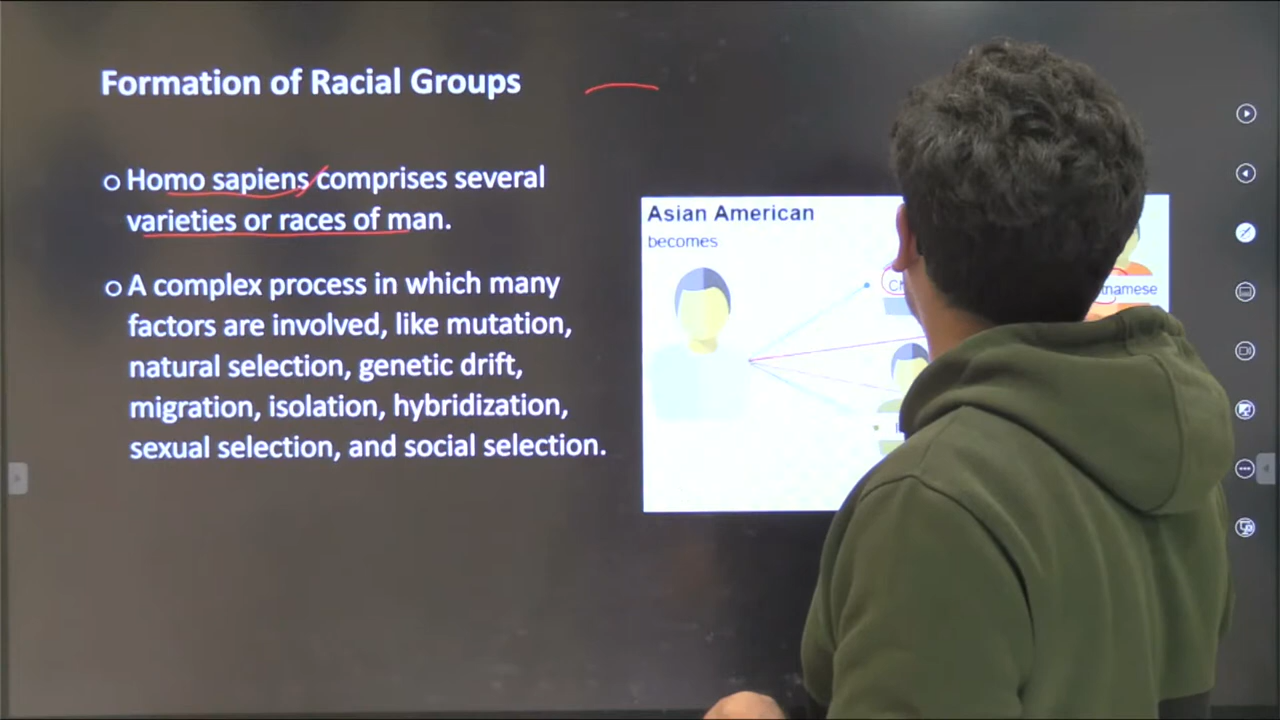 Formation of Racial Groups
Homo sapiens comprises several
varieties or races of man.
A complex process in which many
factors are involved, like mutation,
natural selection, genetic drift,
migration, isolation, hybridization,
sexual selection, and social selection.
Asian American
becomes